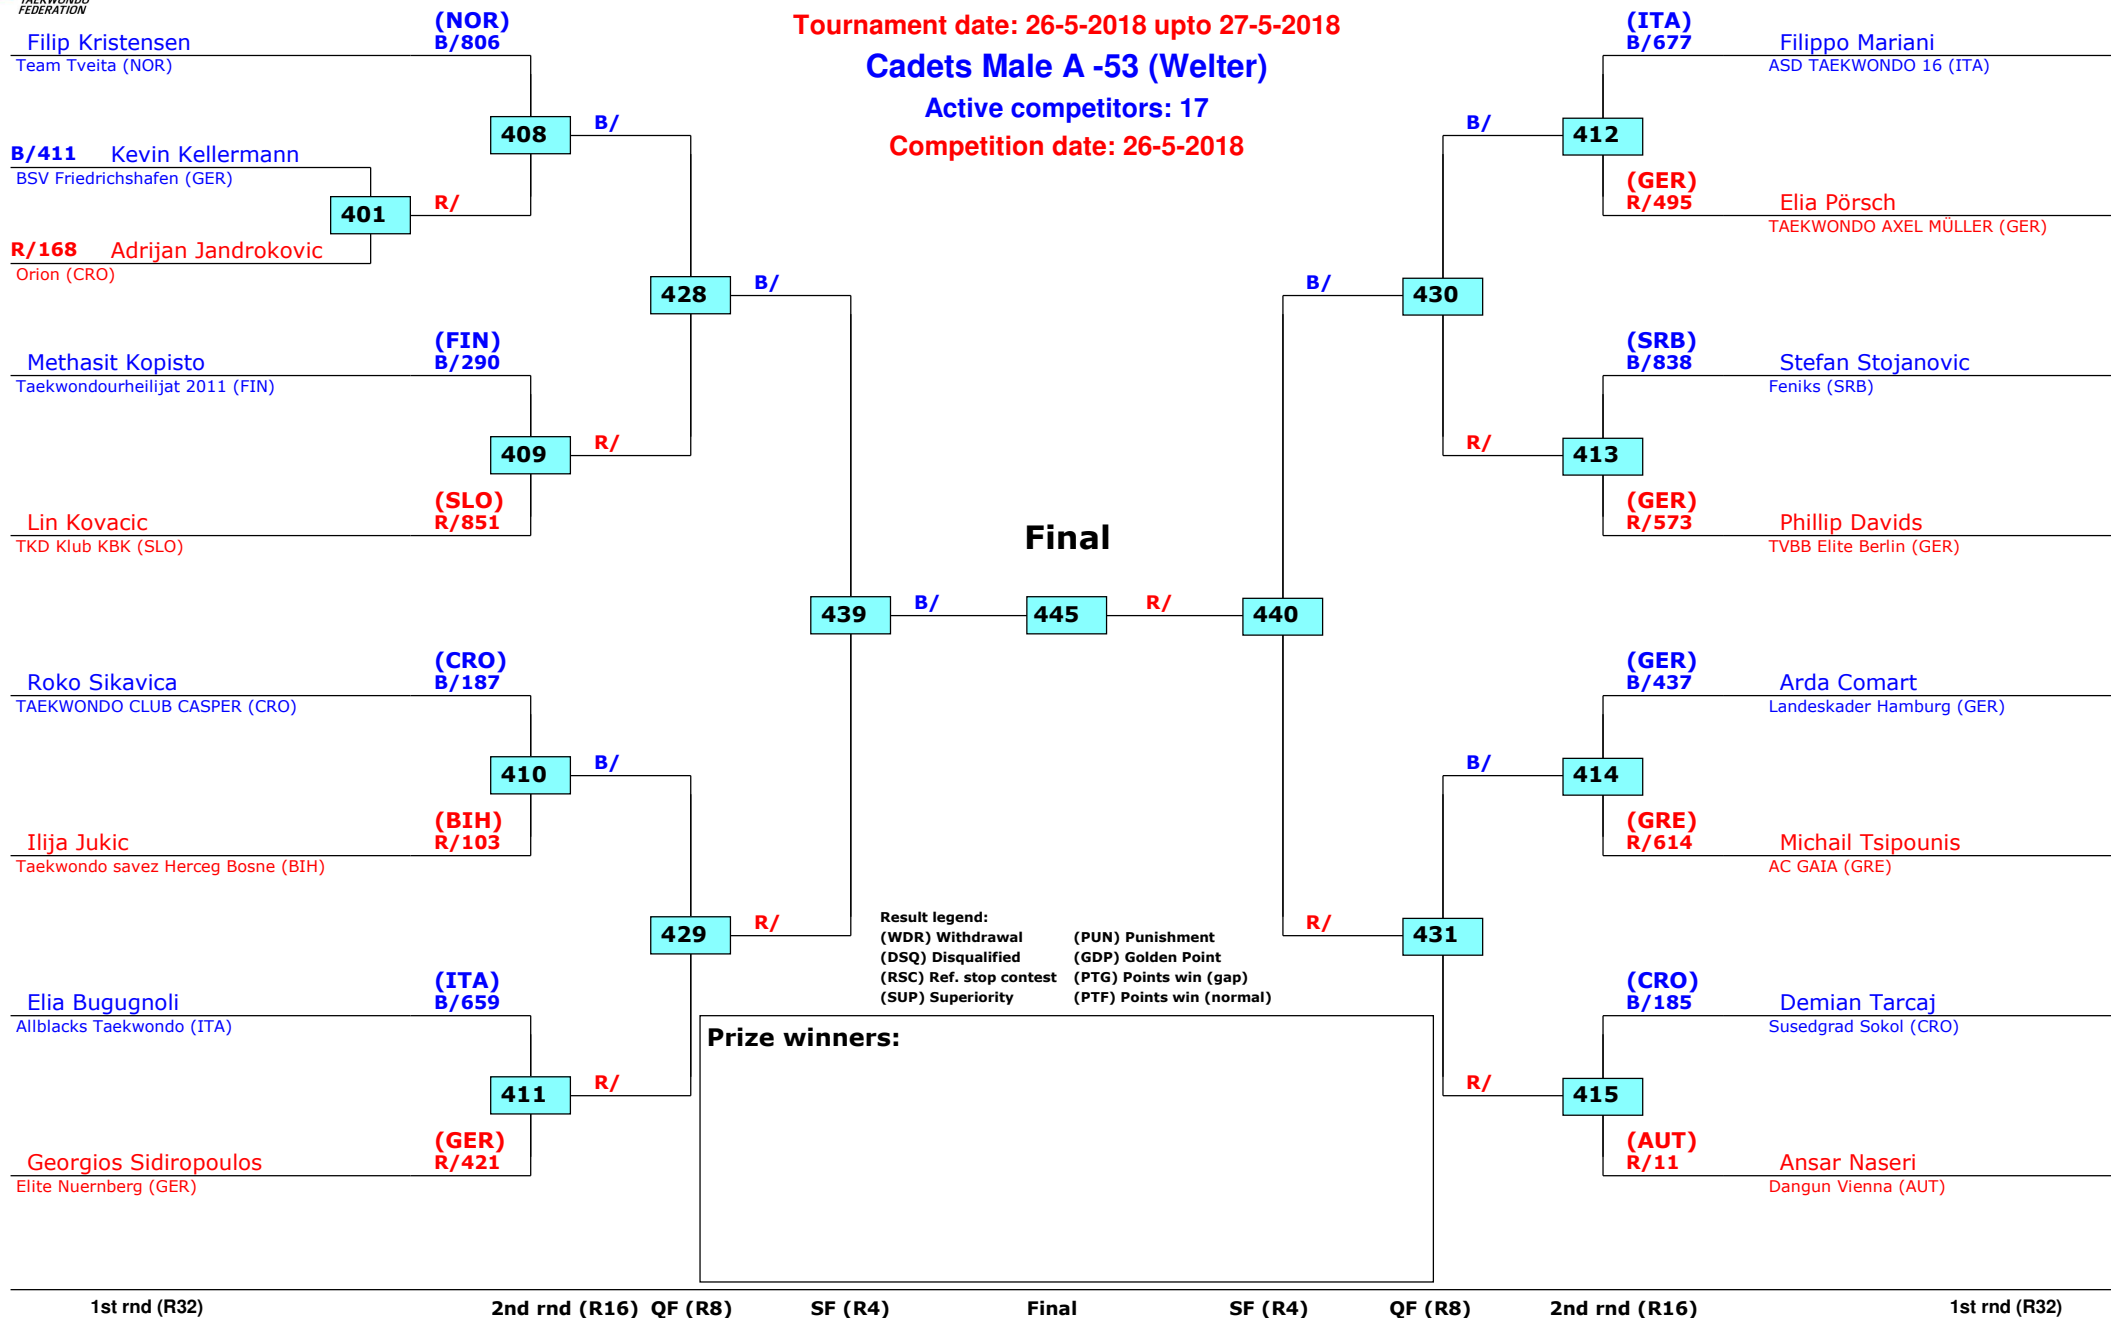 TAEKWONDO
FEDERATION
Tournament date: 26-5-2018 upto 27-5-2018
Cadets Male A -53 (Welter)
Active competitors: 17
Competition date: 26-5-2018
(NOR)
Filip Kristensen B/806
Team Tveita (NOR)
408 B/
B/411 Kevin Kellermann
BSV Friedrichshafen (GER)
401 R/
R/168 Adrijan Jandrokovic
Orion (CRO)
428 B/
(FIN)
Methasit Kopisto B/290
Taekwondourheilijat 2011 (FIN)
409 R/
(SLO)
Lin Kovacic R/851
TKD Klub KBK (SLO)
439 B/
(CRO)
Roko Sikavica B/187
TAEKWONDO CLUB CASPER (CRO)
410 B/
(BIH)
Ilija Jukic R/103
Taekwondo savez Herceg Bosne (BIH)
429 R/
(ITA)
Elia Bugugnoli B/659
Allblacks Taekwondo (ITA)
411 R/
(GER)
Georgios Sidiropoulos R/421
Elite Nuernberg (GER)
Final
445 R/
(ITA)
B/677 Filippo Mariani
ASD TAEKWONDO 16 (ITA)
B/ 412
(GER)
R/495 Elia Pörsch
TAEKWONDO AXEL MÜLLER (GER)
B/ 430
(SRB)
B/838 Stefan Stojanovic
Feniks (SRB)
R/ 413
(GER)
R/573 Phillip Davids
TVBB Elite Berlin (GER)
440
(GER)
B/437 Arda Comart
Landeskader Hamburg (GER)
B/ 414
(GRE)
R/614 Michail Tsipounis
AC GAIA (GRE)
R/ 431
(CRO)
B/185 Demian Tarcaj
Susedgrad Sokol (CRO)
R/ 415
(AUT)
R/11 Ansar Naseri
Dangun Vienna (AUT)
Result legend:
(WDR) Withdrawal (PUN) Punishment
(DSQ) Disqualified (GDP) Golden Point
(RSC) Ref. stop contest (PTG) Points win (gap)
(SUP) Superiority (PTF) Points win (normal)
Prize winners:
1st rnd (R32) 2nd rnd (R16) QF (R8) SF (R4) Final SF (R4) QF (R8) 2nd rnd (R16) 1st rnd (R32)